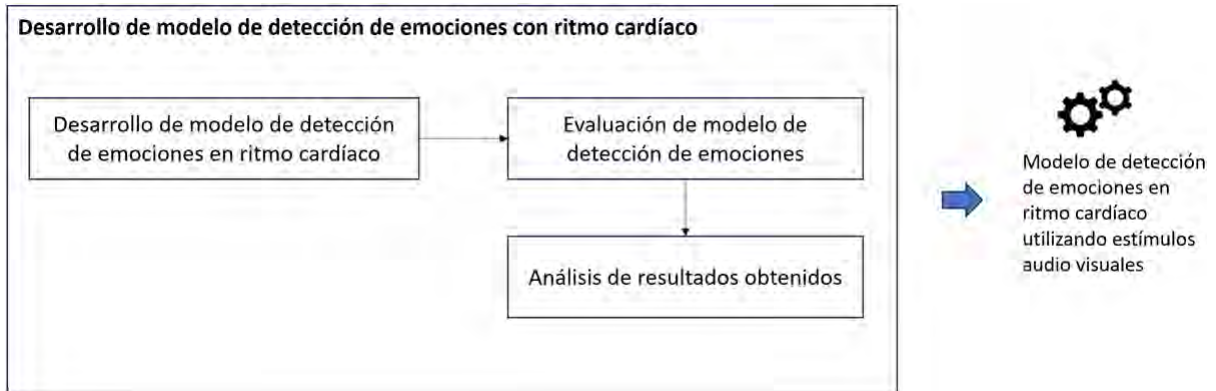 Desarrollo de modelo de detección de emociones con ritmo cardíaco
Desarrollo de modelo de detección
de emociones en ritmo cardíaco
Evaluación de modelo de
detección de emociones
Análisis de resultados obtenidos
Modelo de detección
de emociones en
ritmo cardíaco
utilizando estímulos
audio visuales